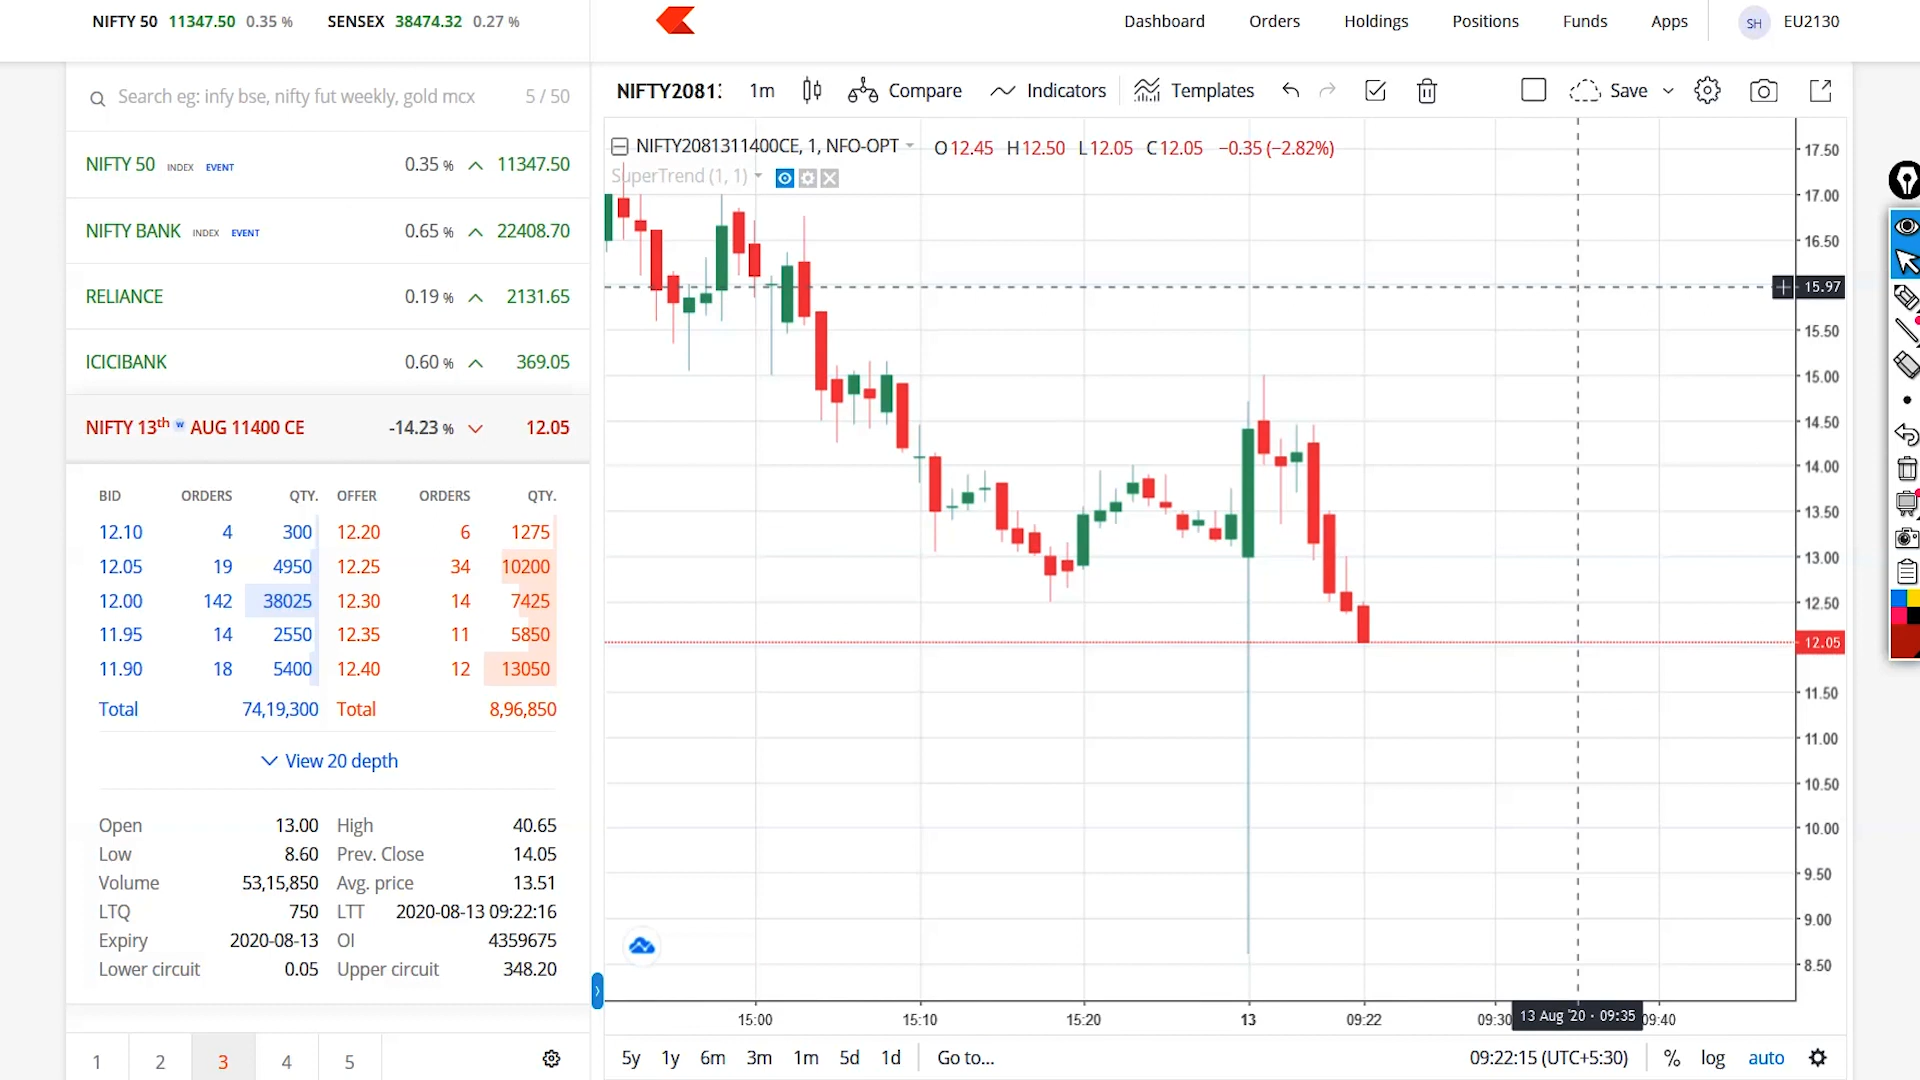 NIFTY 50 11347.50 0.35 % SENSEX 38474.32 0.27 %
Dashboard Orders Holdings Positions Funds Apps SH EU2130
Search eg: infy bse, nifty fut weekly, gold mcx 5 / 50
NIFTY 50 INDEX EVENT 0.35 % 11347.50
NIFTY BANK INDEX EVENT 0.65 % 22408.70
RELIANCE 0.19 % 2131.65
ICICIBANK 0.60 % 369.05
NIFTY 13th w AUG 11400 CE -14.23 % 12.05
BID ORDERS QTY. OFFER ORDERS QTY.
12.10 4 300 12.20 6 1275
12.05 19 4950 12.25 34 10200
12.00 142 38025 12.30 14 7425
11.95 14 2550 12.35 11 5850
11.90 18 5400 12.40 12 13050
Total 74,19,300 Total 8,96,850
View 20 depth
Open 13.00 High 40.65
Low 8.60 Prev. Close 14.05
Volume 53,15,850 Avg. price 13.51
LTQ 750 LTT 2020-08-13 09:22:16
Expiry 2020-08-13 OI 4359675
Lower circuit 0.05 Upper circuit 348.20
1 2 3 4 5
NIFTY2081: 1m Compare Indicators Templates Save
NIFTY2081311400CE, 1, NFO-OPT O12.45 H12.50 L12.05 C12.05 −0.35 (−2.82%)
SuperTrend (1, 1)
17.50
17.00
16.50
15.97
15.50
15.00
14.50
14.00
13.50
13.00
12.50
12.05
11.50
11.00
10.50
10.00
9.50
9.00
8.50
15:00 15:10 15:20 13 09:22 09:30 13 Aug '20 · 09:35 09:40
5y 1y 6m 3m 1m 5d 1d Go to... 09:22:15 (UTC+5:30) % log auto